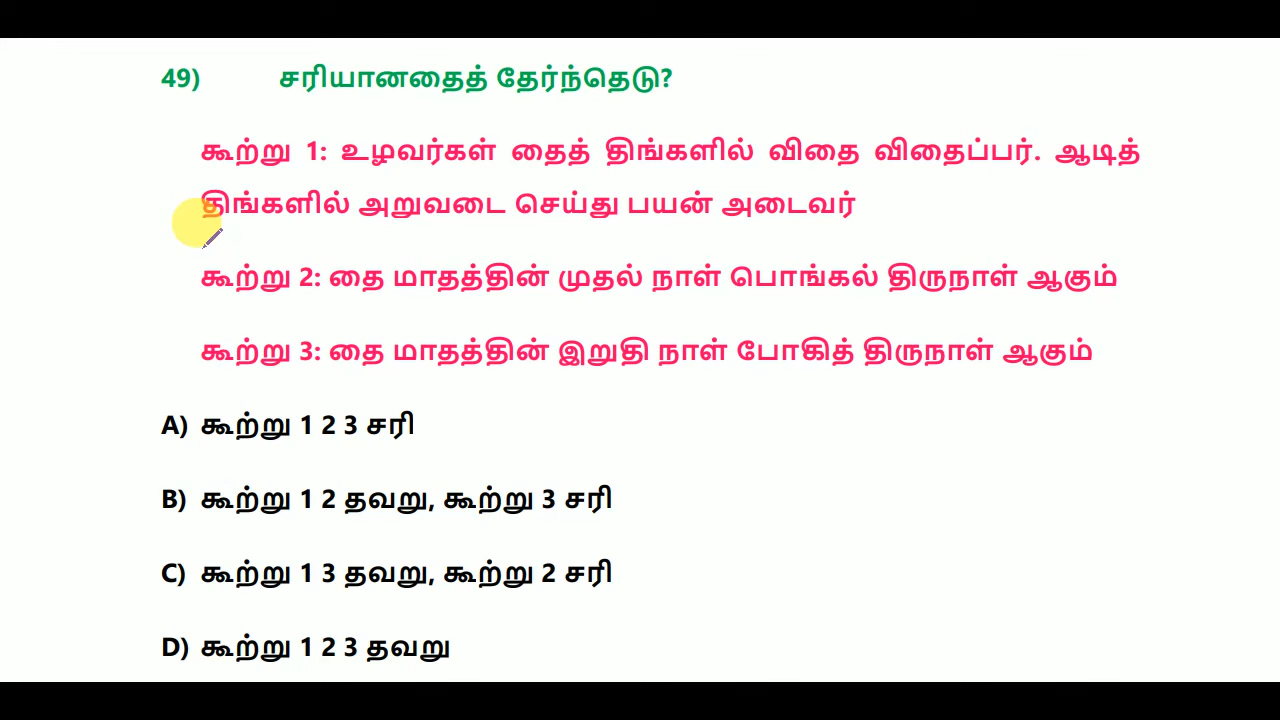 49) சரியானதைத் தேர்ந்தெடு?
கூற்று 1: உழவர்கள் தைத் திங்களில் விதை விதைப்பர். ஆடித்
திங்களில் அறுவடை செய்து பயன் அடைவர்
கூற்று 2: தை மாதத்தின் முதல் நாள் பொங்கல் திருநாள் ஆகும்
கூற்று 3: தை மாதத்தின் இறுதி நாள் போகித் திருநாள் ஆகும்
A) கூற்று 1 2 3 சரி
B) கூற்று 1 2 தவறு, கூற்று 3 சரி
C) கூற்று 1 3 தவறு, கூற்று 2 சரி
D) கூற்று 1 2 3 தவறு